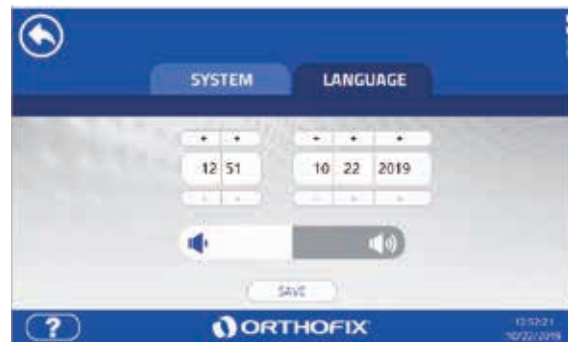 SYSTEM LANGUAGE
+ + + + +
12 51 10 22 2019
SAVE
? ORTHOFIX
12:52:21
10/22/2019